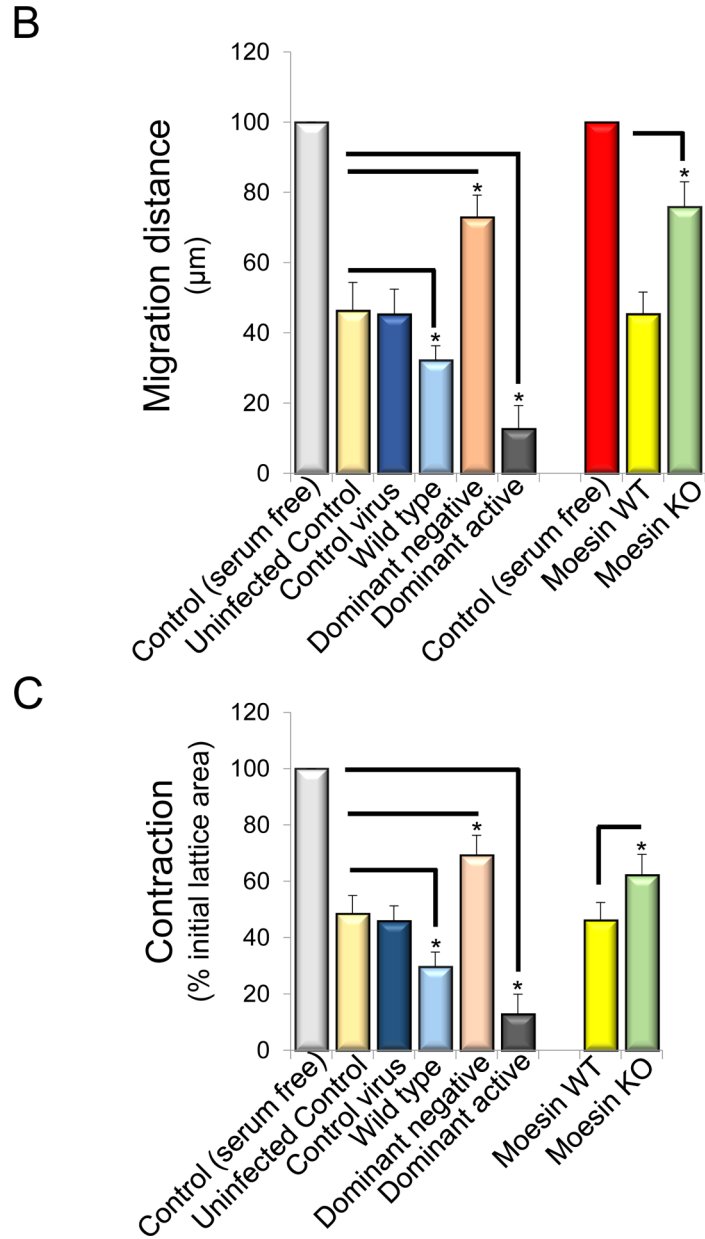 B
Migration distance
(μm)
120
100
80
60
40
20
0
*
*
*
*
Control (serum free)
Uninfected Control
Control virus
Wild type
Dominant negative
Dominant active
Control (serum free)
Moesin WT
Moesin KO
C
Contraction
(% initial lattice area)
120
100
80
60
40
20
0
*
*
*
*
Control (serum free)
Uninfected Control
Control virus
Wild type
Dominant negative
Dominant active
Moesin WT
Moesin KO